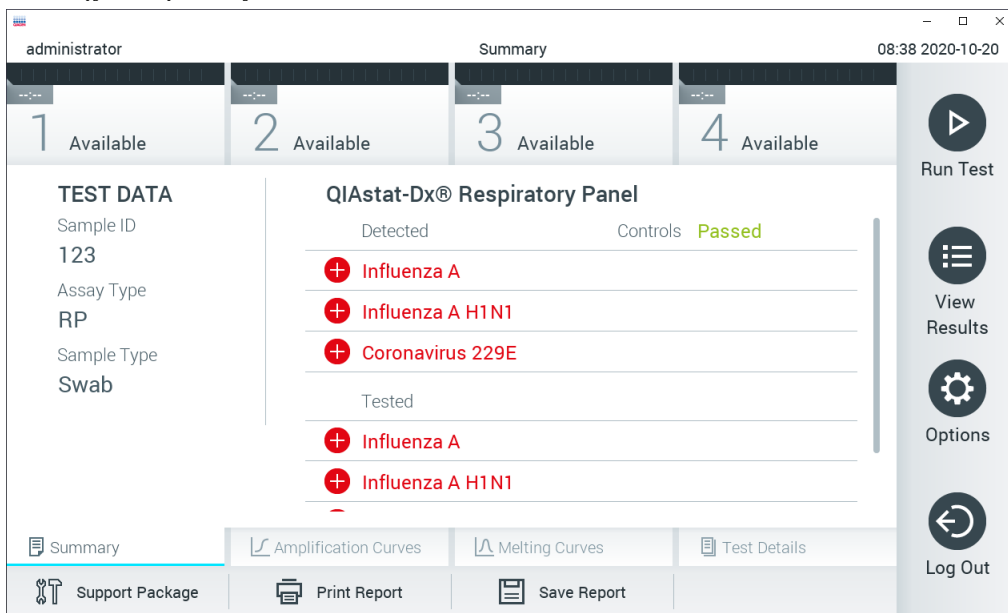 administrator Summary 08:38 2020-10-20
--:-- --:-- --:-- --:--
1 Available 2 Available 3 Available 4 Available
Run Test
TEST DATA
Sample ID
123
Assay Type
RP
Sample Type
Swab
QIAstat-Dx® Respiratory Panel
Detected Controls Passed
Influenza A
Influenza A H1N1
Coronavirus 229E
Tested
Influenza A
Influenza A H1N1
View
Results
Options
Log Out
Summary Amplification Curves Melting Curves Test Details
Support Package Print Report Save Report